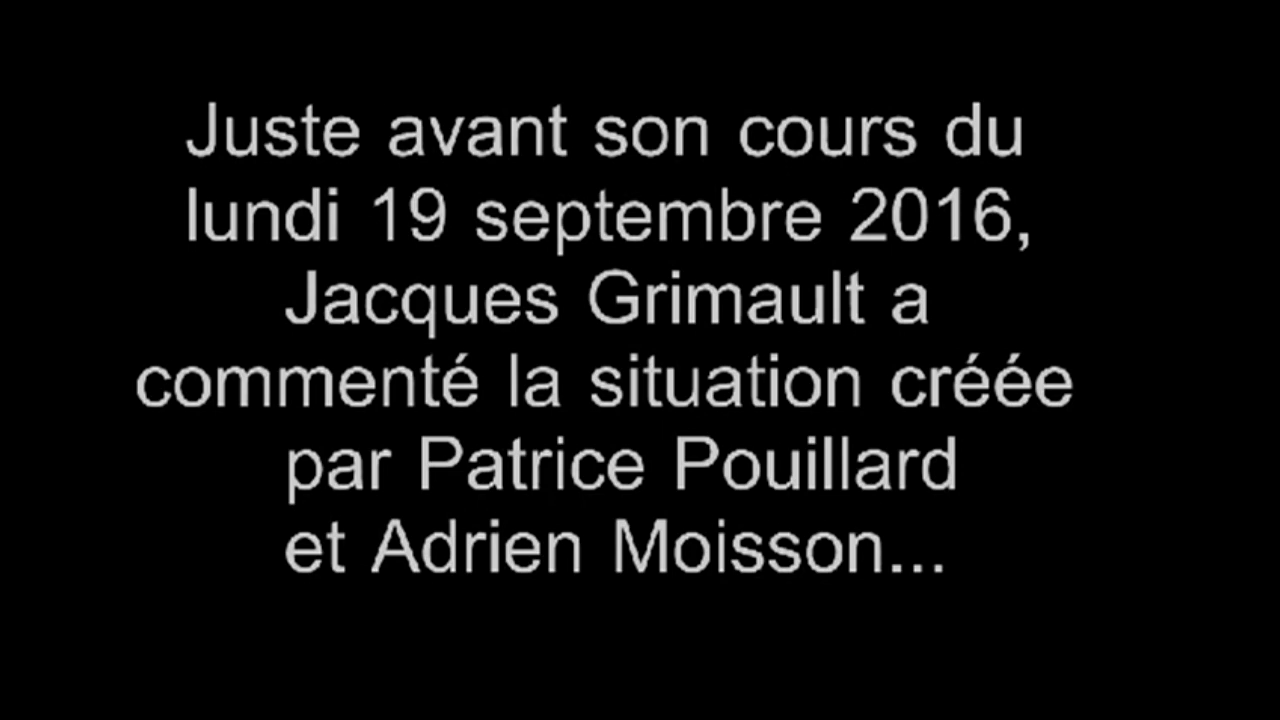 Juste avant son cours du
lundi 19 septembre 2016,
Jacques Grimault a
commenté la situation créée
par Patrice Pouillard
et Adrien Moisson...